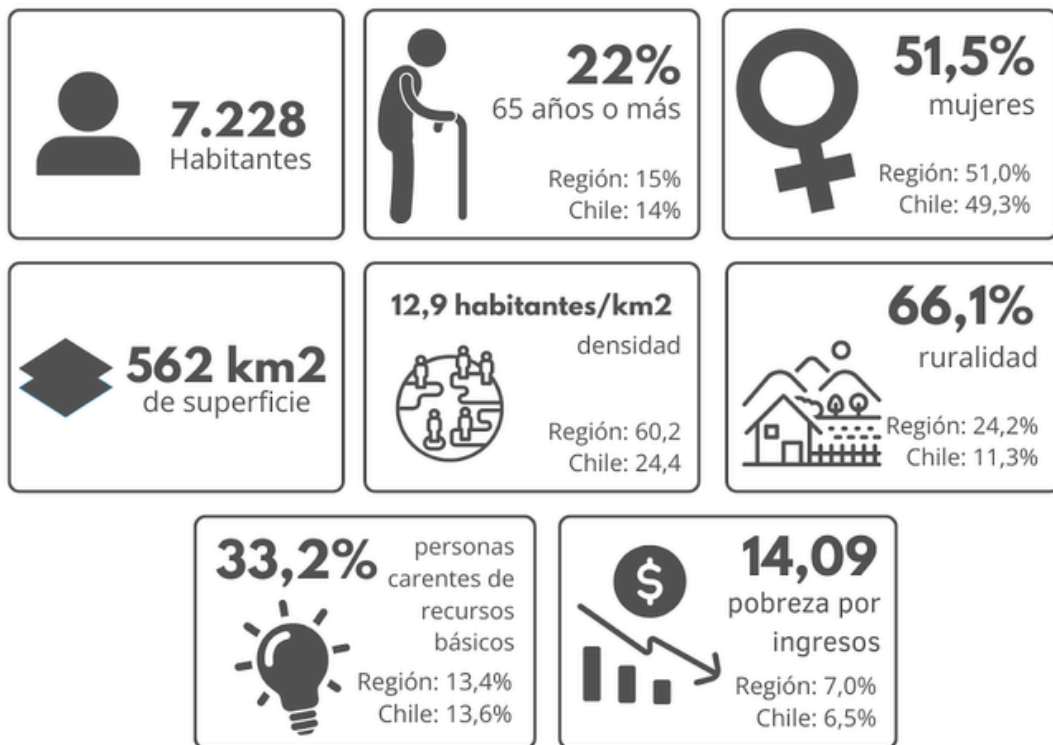 7.228
Habitantes
22%
65 años o más
Región: 15%
Chile: 14%
51,5%
mujeres
Región: 51,0%
Chile: 49,3%
562 km2
de superficie
12,9 habitantes/km2
densidad
Región: 60,2
Chile: 24,4
66,1%
ruralidad
Región: 24,2%
Chile: 11,3%
33,2%
personas
carentes de
recursos
básicos
Región: 13,4%
Chile: 13,6%
$
14,09
pobreza por
ingresos
Región: 7,0%
Chile: 6,5%